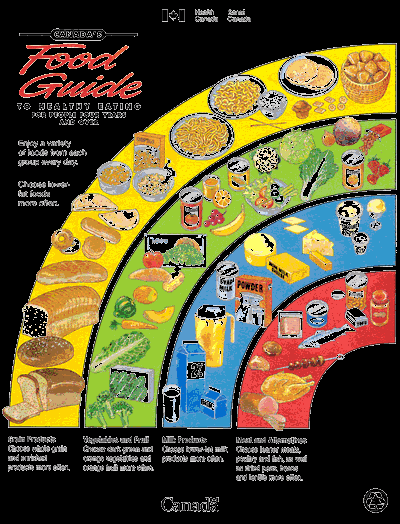 Health Santé
Canada Canada
CANADA'S
Food
Guide
TO HEALTHY EATING
FOR PEOPLE FOUR YEARS
AND OVER
Enjoy a variety
of foods from each
group every day.
Choose lower-
fat foods
more often.
POWDER
MILK
2%
Grain Products
Choose whole grain
and enriched
products more often.
Vegetables and Fruit
Choose dark green and
orange vegetables and
orange fruit more often.
Milk Products
Choose lower-fat milk
products more often.
Meat and Alternatives
Choose leaner meats,
poultry and fish, as well
as dried peas, beans
and lentils more often.
Canada